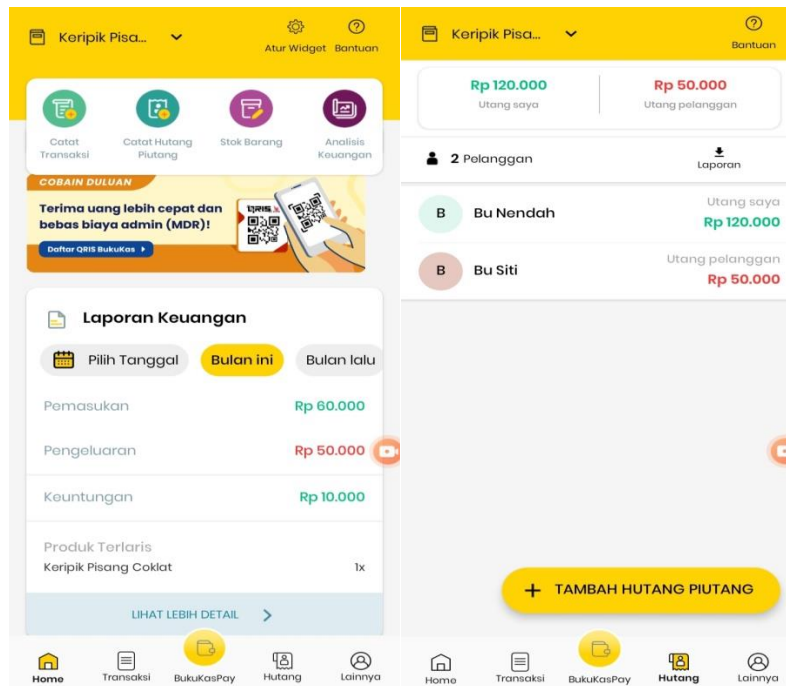 Keripik Pisa...
Atur Widget
Bantuan
Catat Transaksi
Catat Hutang Piutang
Stok Barang
Analisis Keuangan
COBAIN DULUAN
Terima uang lebih cepat dan
bebas biaya admin (MDR)!
Daftar QRIS BukuKas
QRIS
Laporan Keuangan
Pilih Tanggal
Bulan ini
Bulan lalu
Pemasukan Rp 60.000
Pengeluaran Rp 50.000
Keuntungan Rp 10.000
Produk Terlaris
Keripik Pisang Coklat 1x
LIHAT LEBIH DETAIL
Home Transaksi BukuKasPay Hutang Lainnya
Keripik Pisa...
Bantuan
Rp 120.000 Rp 50.000
Utang saya Utang pelanggan
2 Pelanggan Laporan
B Bu Nendah Utang saya
Rp 120.000
B Bu Siti Utang pelanggan
Rp 50.000
+ TAMBAH HUTANG PIUTANG
Home Transaksi BukuKasPay Hutang Lainnya